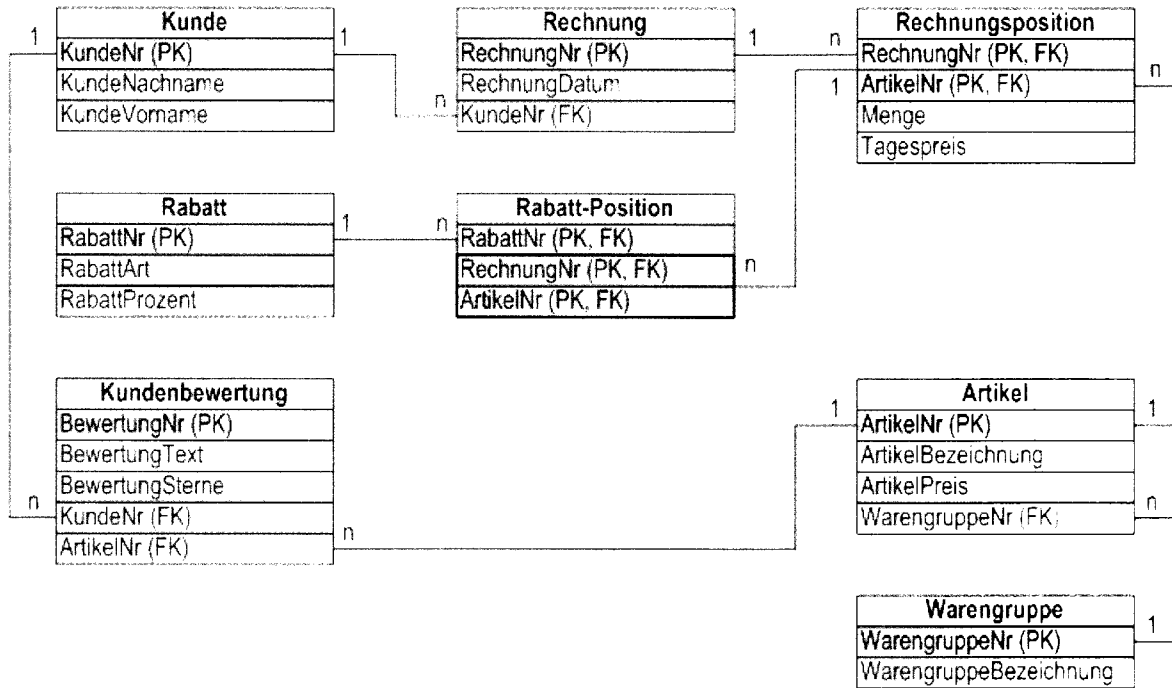 Kunde
KundeNr (PK)
KundeNachname
KundeVorname
1
1
Rechnung
RechnungNr (PK)
RechnungDatum
KundeNr (FK)
n
1
Rechnungsposition
RechnungNr (PK, FK)
ArtikelNr (PK, FK)
Menge
Tagespreis
n
1
n
Rabatt
RabattNr (PK)
RabattArt
RabattProzent
1
Rabatt-Position
RabattNr (PK, FK)
RechnungNr (PK, FK)
ArtikelNr (PK, FK)
n
n
Kundenbewertung
BewertungNr (PK)
BewertungText
BewertungSterne
KundeNr (FK)
ArtikelNr (FK)
n
n
Artikel
ArtikelNr (PK)
ArtikelBezeichnung
ArtikelPreis
WarengruppeNr (FK)
1
1
n
Warengruppe
WarengruppeNr (PK)
WarengruppeBezeichnung
1